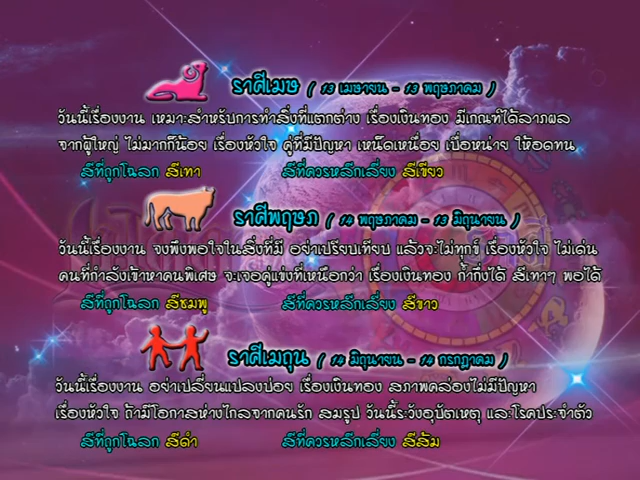 ราศีเมษ ( 13 เมษายน - 13 พฤษภาคม )
วันนี้เรื่องงาน เหมาะสำหรับการทำสิ่งที่แตกต่าง เรื่องเงินทอง มีเกณฑ์ได้ลาภผล
จากผู้ใหญ่ ไม่มากก็น้อย เรื่องหัวใจ คู่ที่มีปัญหา เหน็ดเหนื่อย เบื่อหน่าย ให้อดทน
สีที่ถูกโฉลก สีเทา สีที่ควรหลีกเลี่ยง สีเขียว
ราศีพฤษภ ( 14 พฤษภาคม - 13 มิถุนายน )
วันนี้เรื่องงาน จงพึงพอใจในสิ่งที่มี อย่าเปรียบเทียบ แล้วจะไม่ทุกข์ เรื่องหัวใจ ไม่เด่น
คนที่กำลังเข้าหาคนพิเศษ จะเจอคู่แข่งที่เหนือกว่า เรื่องเงินทอง ก้ำกึ่งได้ สีเทาๆ พอได้
สีที่ถูกโฉลก สีชมพู สีที่ควรหลีกเลี่ยง สีขาว
ราศีเมถุน ( 14 มิถุนายน - 14 กรกฎาคม )
วันนี้เรื่องงาน อย่าเปลี่ยนแปลงบ่อย เรื่องเงินทอง สภาพคล่องไม่มีปัญหา
เรื่องหัวใจ ถ้ามีโอกาสห่างไกลจากคนรัก สมรูป วันนี้ระวังอุบัตเหตุ และโรคประจำตัว
สีที่ถูกโฉลก สีดำ สีที่ควรหลีกเลี่ยง สีส้ม